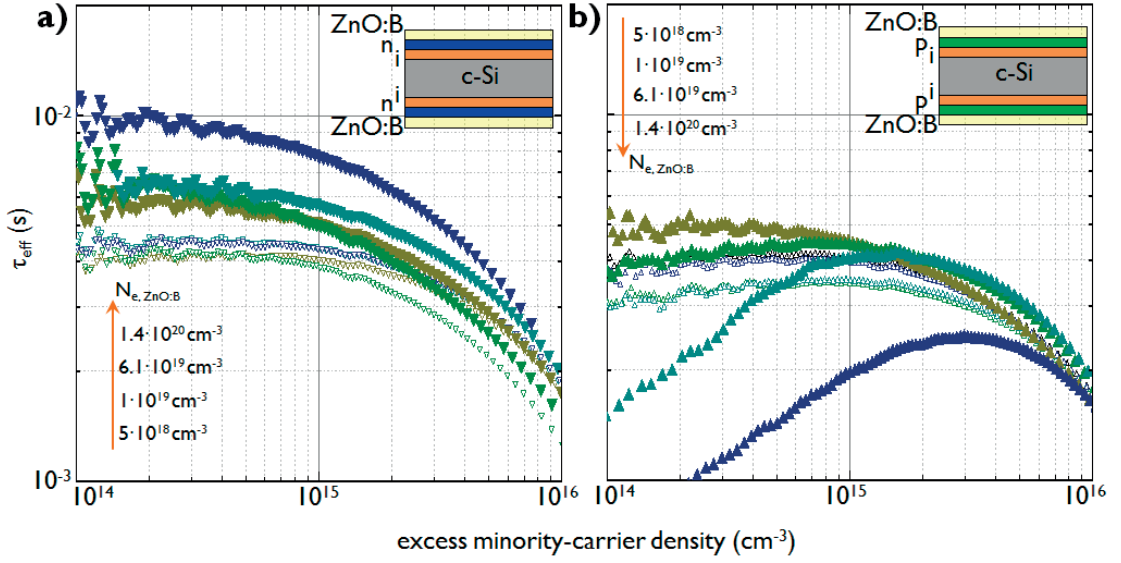 a)
ZnO:B
n
i
c-Si
i
n
ZnO:B
10⁻²
τeff (s)
Ne, ZnO:B
1.4·10²⁰cm⁻³
6.1·10¹⁹cm⁻³
1·10¹⁹cm⁻³
5·10¹⁸cm⁻³
10⁻³
10¹⁴
10¹⁵
10¹⁶
b)
5·10¹⁸cm⁻³
1·10¹⁹cm⁻³
6.1·10¹⁹cm⁻³
1.4·10²⁰cm⁻³
Ne, ZnO:B
ZnO:B
p
i
c-Si
i
p
ZnO:B
10¹⁴
10¹⁵
10¹⁶
excess minority-carrier density (cm⁻³)